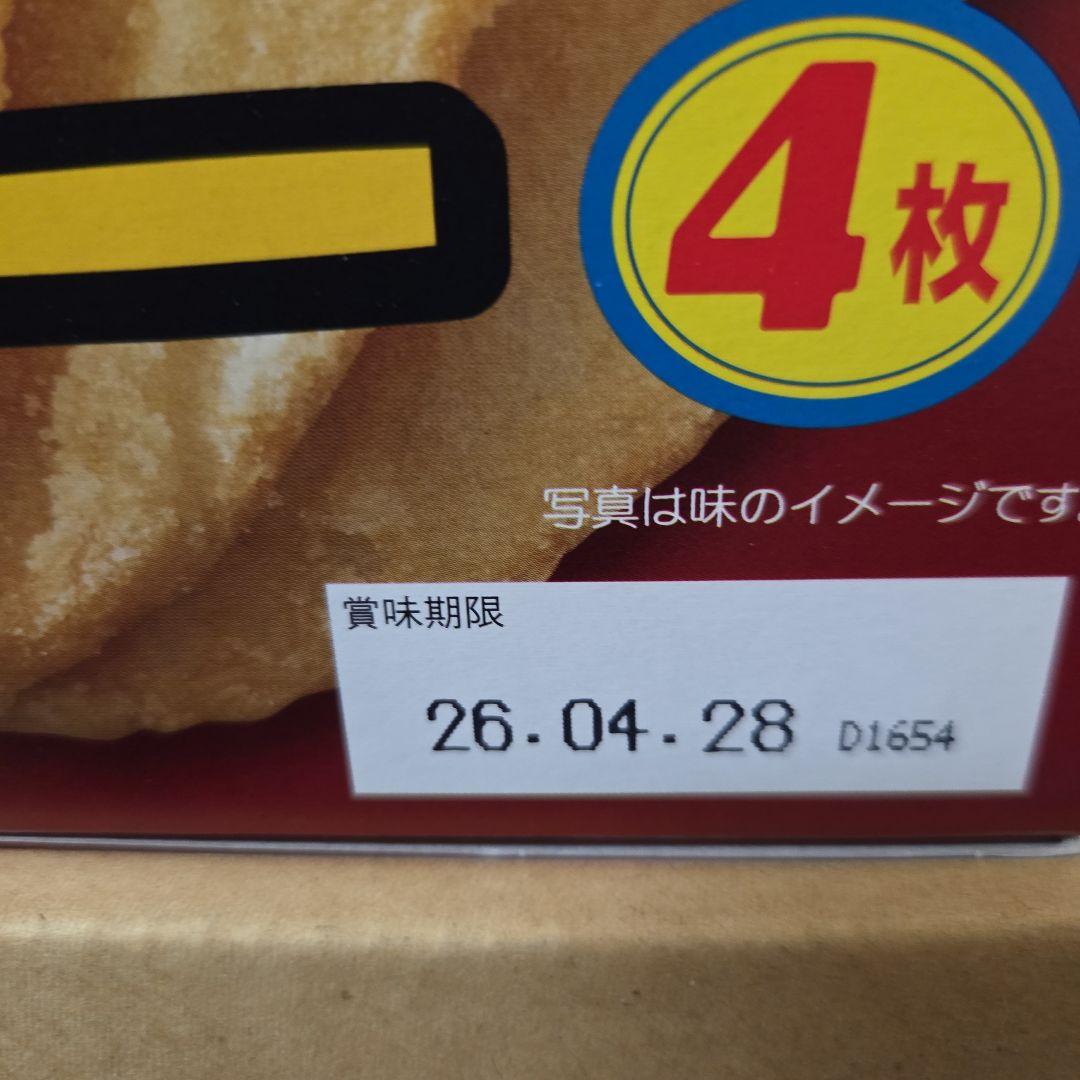 4枚
写真は味のイメージです。
賞味期限
26.04.28 D1654